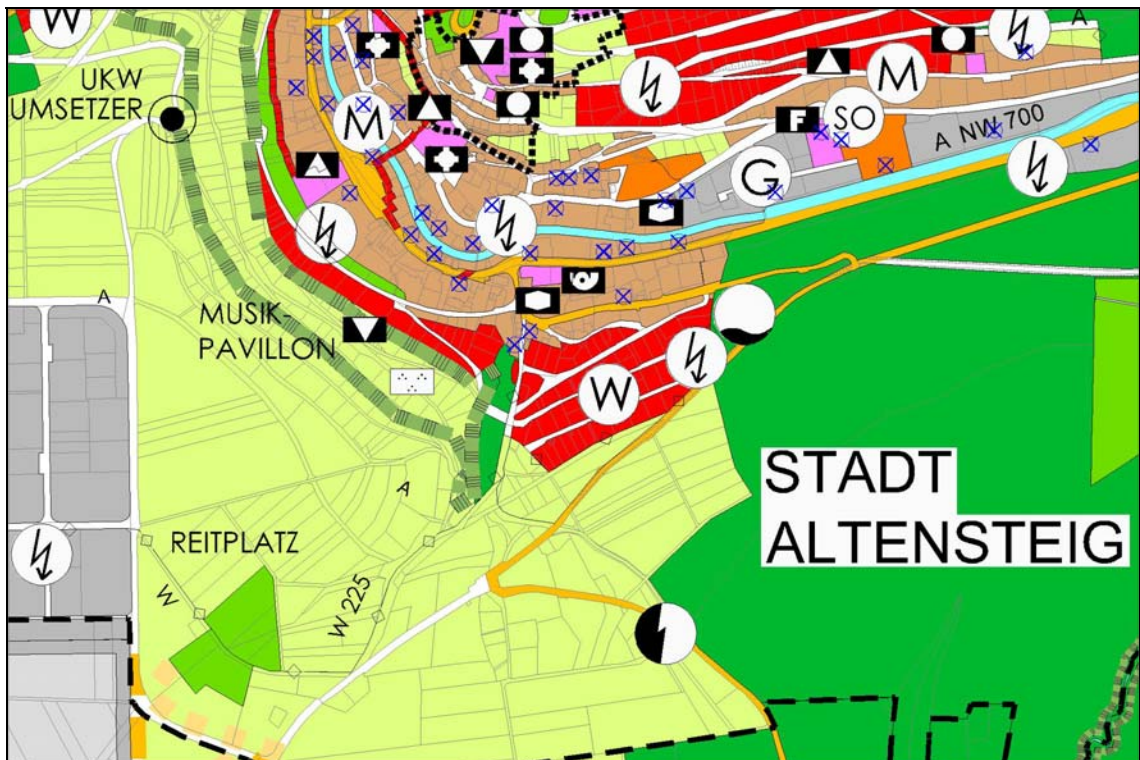 W
UKW
UMSETZER
M
M
A
F
SO
A NW 700
G
A
MUSIK-
PAVILLON
W
A
STADT
ALTENSTEIG
REITPLATZ
W
W 225